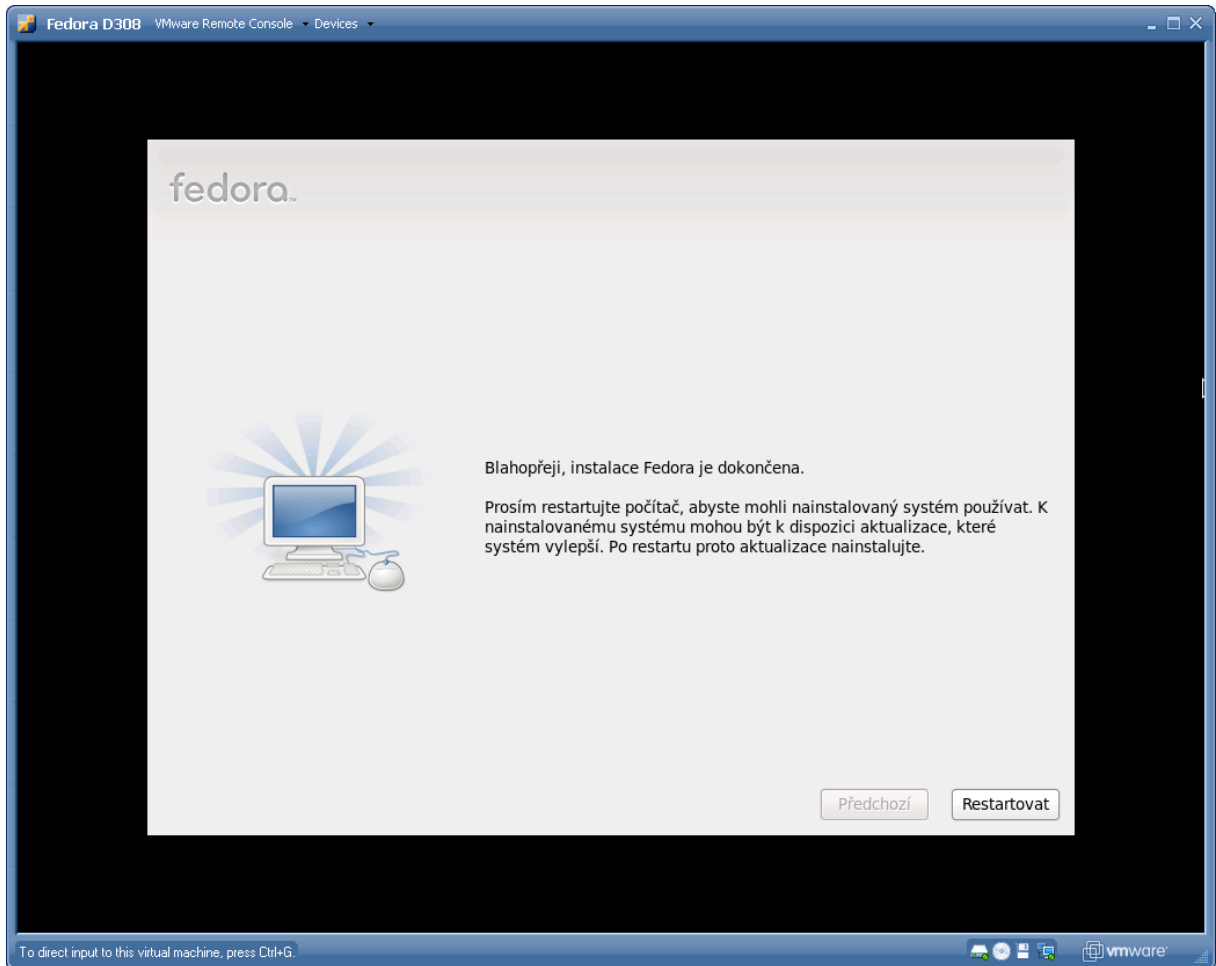 Fedora D308 VMware Remote Console Devices
fedora™
Blahopřeji, instalace Fedora je dokončena.
Prosím restartujte počítač, abyste mohli nainstalovaný systém používat. K
nainstalovanému systému mohou být k dispozici aktualizace, které
systém vylepší. Po restartu proto aktualizace nainstalujte.
Předchozí Restartovat
To direct input to this virtual machine, press Ctrl+G. vmware